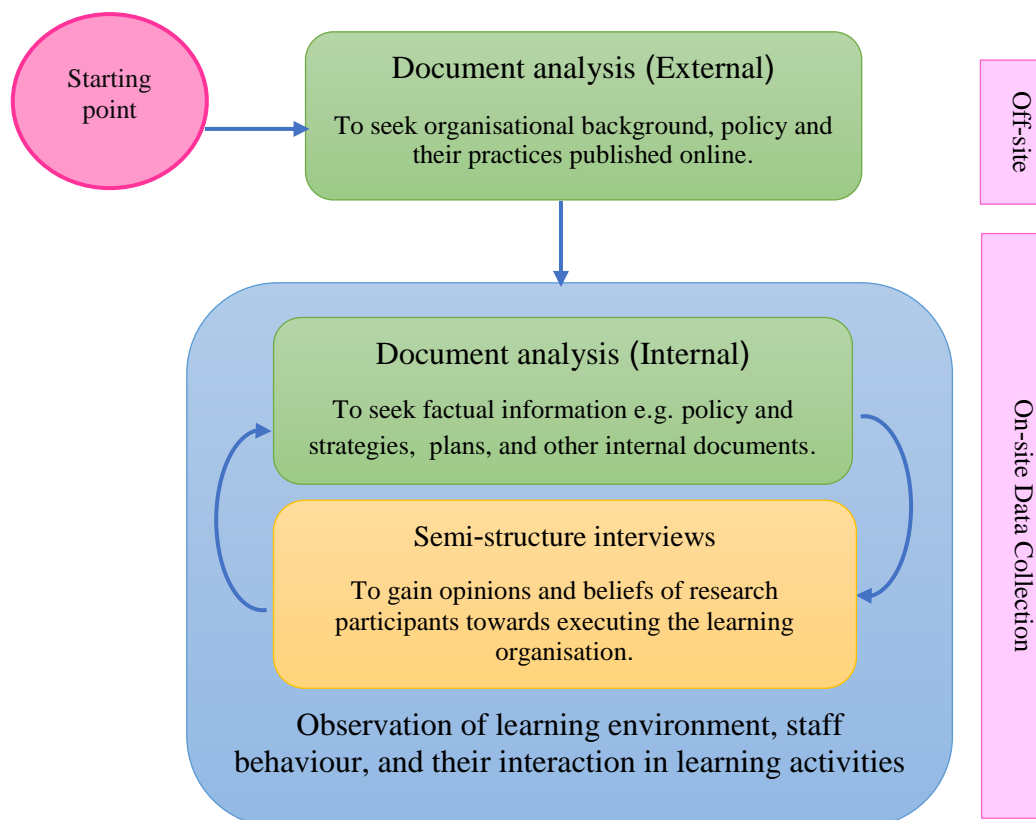 Starting
point
Document analysis (External)
To seek organisational background, policy and
their practices published online.
Off-site
Document analysis (Internal)
To seek factual information e.g. policy and
strategies,  plans, and other internal documents.
Semi-structure interviews
To gain opinions and beliefs of research
participants towards executing the learning
organisation.
Observation of learning environment, staff
behaviour, and their interaction in learning activities
On-site Data Collection